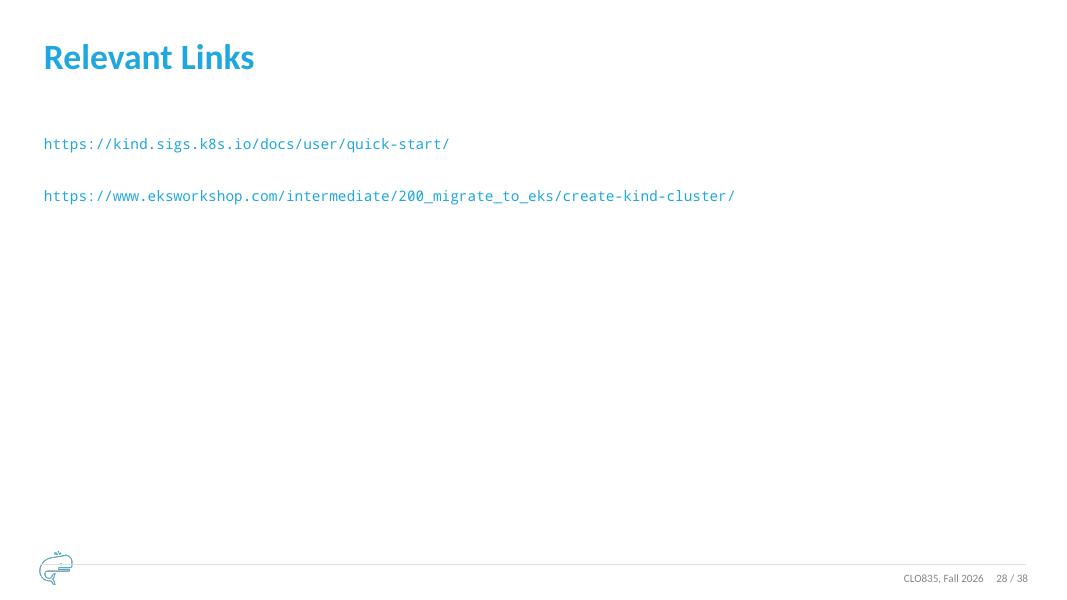 Relevant Links
https://kind.sigs.k8s.io/docs/user/quick-start/
https://www.eksworkshop.com/intermediate/200_migrate_to_eks/create-kind-cluster/
CLO835, Fall 2026 28 / 38